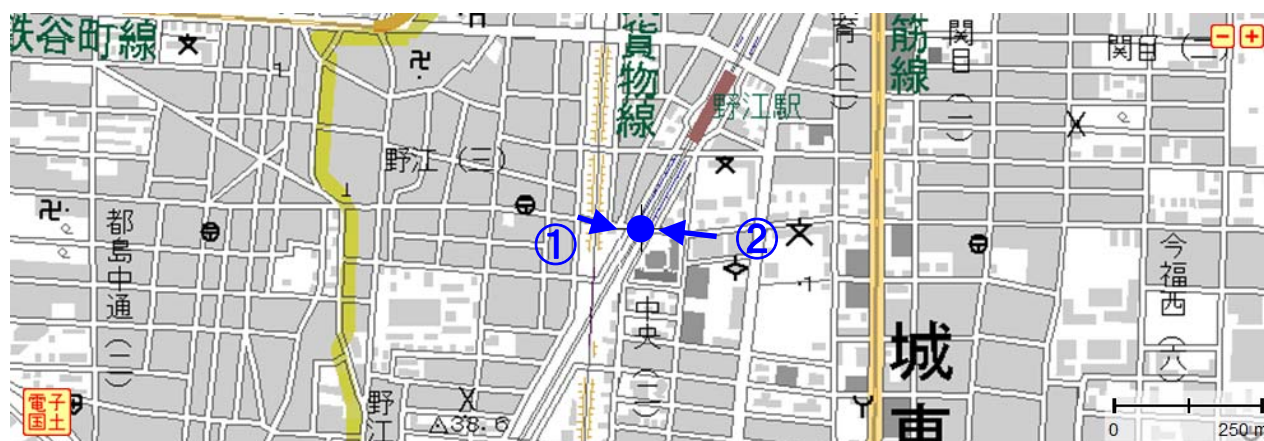 鉄谷町線
貨物線
筋線
関目(一)
関目(二)
野江駅
野江(三)
都島中通(二)
①
②
中央(二)
今福西(六)
城東
野江
38.6
電子国土
0
250 m